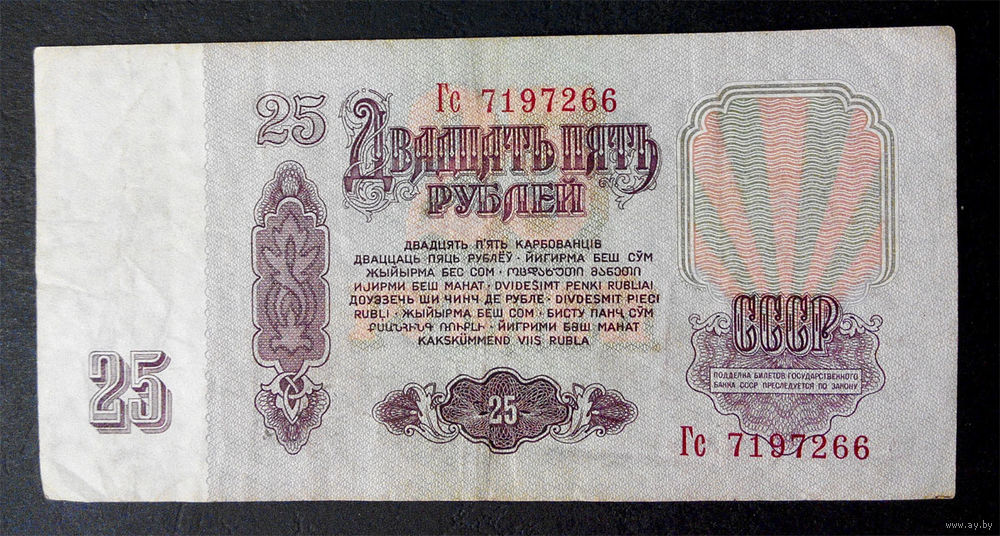 25
Гс 7197266
Двадцать пять
рублей
ДВАДЦЯТЬ П'ЯТЬ КАРБОВАНЦІВ
ДВАЦЦАЦЬ ПЯЦЬ РУБЛЁЎ · ЙИГИРМА БЕШ СЎМ
ЖЫЙЫРМА БЕС СОМ · ᲝᲪᲓᲐᲮᲣᲗᲘ ᲛᲐᲜᲔᲗᲘ
ИЈИРМИ БЕШ МАНАТ · DVIDEŠIMT PENKI RUBLIAI
ДОУЭЗЕЧЬ ШИ ЧИНЧ ДЕ РУБЛЕ · DIVDESMIT PIECI
RUBĻI · ЖЫЙЫРМА БЕШ СОМ · БИСТУ ПАНҶ СЎМ
ՔՍԱՆՀԻՆԳ ՌՈՒԲԼԻ · ЙИГРИМИ БӘШ МАНАТ
KAKSKÜMMEND VIIS RUBLA
СССР
ПОДДЕЛКА БИЛЕТОВ ГОСУДАРСТВЕННОГО
БАНКА СССР ПРЕСЛЕДУЕТСЯ ПО ЗАКОНУ
25
25
Гс 7197266
www.ay.by